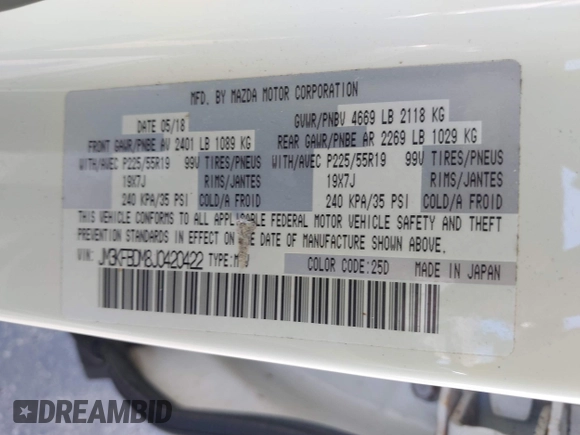 MFD. BY MAZDA MOTOR CORPORATION
DATE 05/18 GVWR/PNBV 4669 LB 2118 KG
FRONT GAWR/PNBE AV 2401 LB 1089 KG REAR GAWR/PNBE AR 2269 LB 1029 KG
WITH/AVEC P225/55R19 99V TIRES/PNEUS WITH/AVEC P225/55R19 99V TIRES/PNEUS
19X7J RIMS/JANTES 19X7J RIMS/JANTES
240 KPA/35 PSI COLD/A FROID 240 KPA/35 PSI COLD/A FROID
THIS VEHICLE CONFORMS TO ALL APPLICABLE FEDERAL MOTOR VEHICLE SAFETY AND THEFT
PREVENTION STANDARDS IN EFFECT ON THE DATE OF MANUFACTURE SHOWN ABOVE.
VIN: JM3KFBDM8J0420422 TYPE: COLOR CODE:25D MADE IN JAPAN
DREAMBID